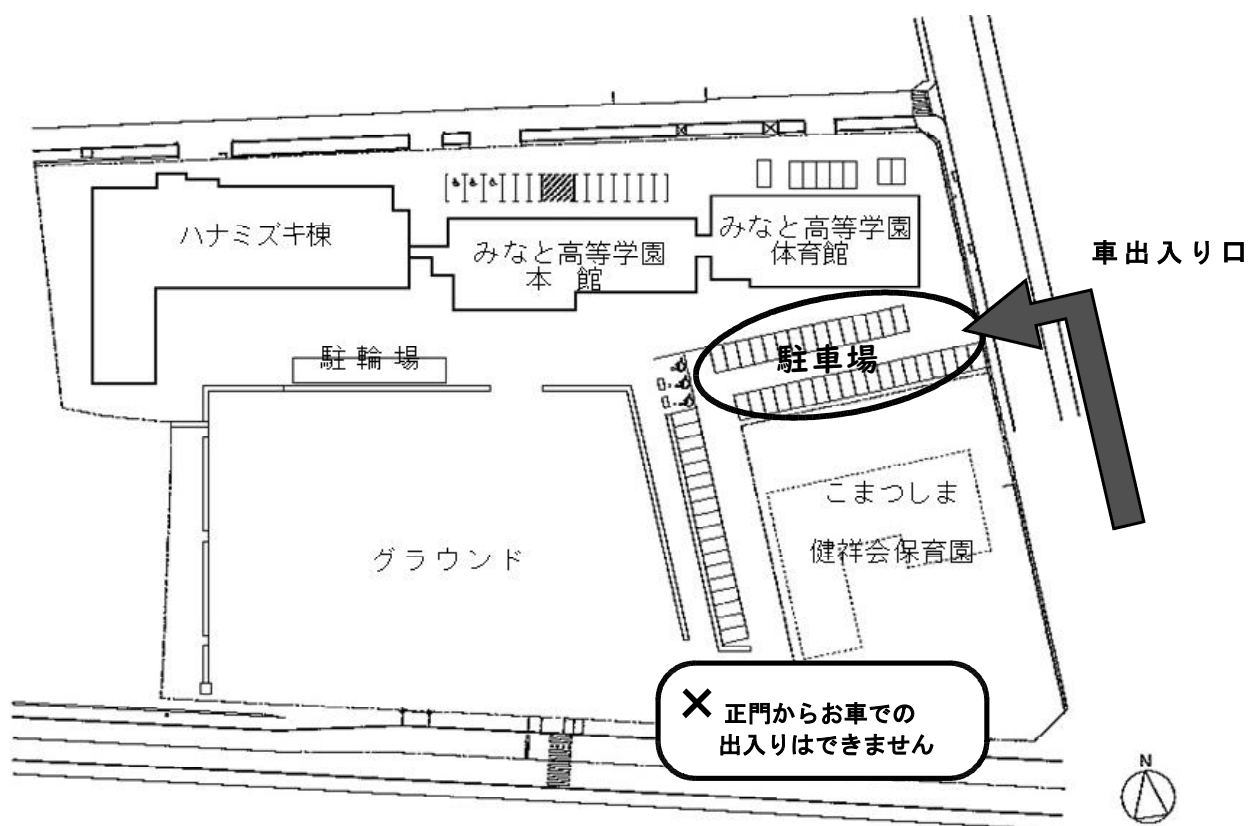 ハナミズキ棟
みなと高等学園
本館
みなと高等学園
体育館
車出入り口
駐輪場
駐車場
こまつしま
健祥会保育園
グラウンド
× 正門からお車での
出入りはできません
N